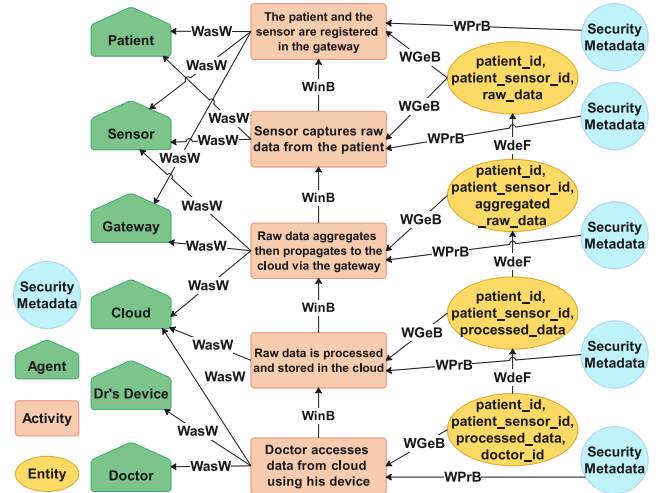 The patient and the
sensor are registered
in the gateway
Patient
WasW
WPrB
Security
Metadata
WasW
WGeB
patient_id,
patient_sensor_id,
raw_data
WinB
WGeB
Sensor
WasW
Sensor captures raw
data from the patient
WPrB
Security
Metadata
WasW
WdeF
WasW
WinB
patient_id,
patient_sensor_id,
aggregated
_raw_data
Gateway
WasW
Raw data aggregates
then propagates to the
cloud via the gateway
WGeB
WPrB
Security
Metadata
WdeF
Security
Metadata
WasW
WinB
Cloud
patient_id,
patient_sensor_id,
processed_data
Agent
WasW
Raw data is processed
and stored in the cloud
WGeB
WPrB
Security
Metadata
WdeF
Dr's Device
WinB
Activity
WasW
patient_id,
patient_sensor_id,
processed_data,
doctor_id
WGeB
Entity
Doctor
WasW
Doctor accesses
data from cloud
using his device
WPrB
Security
Metadata